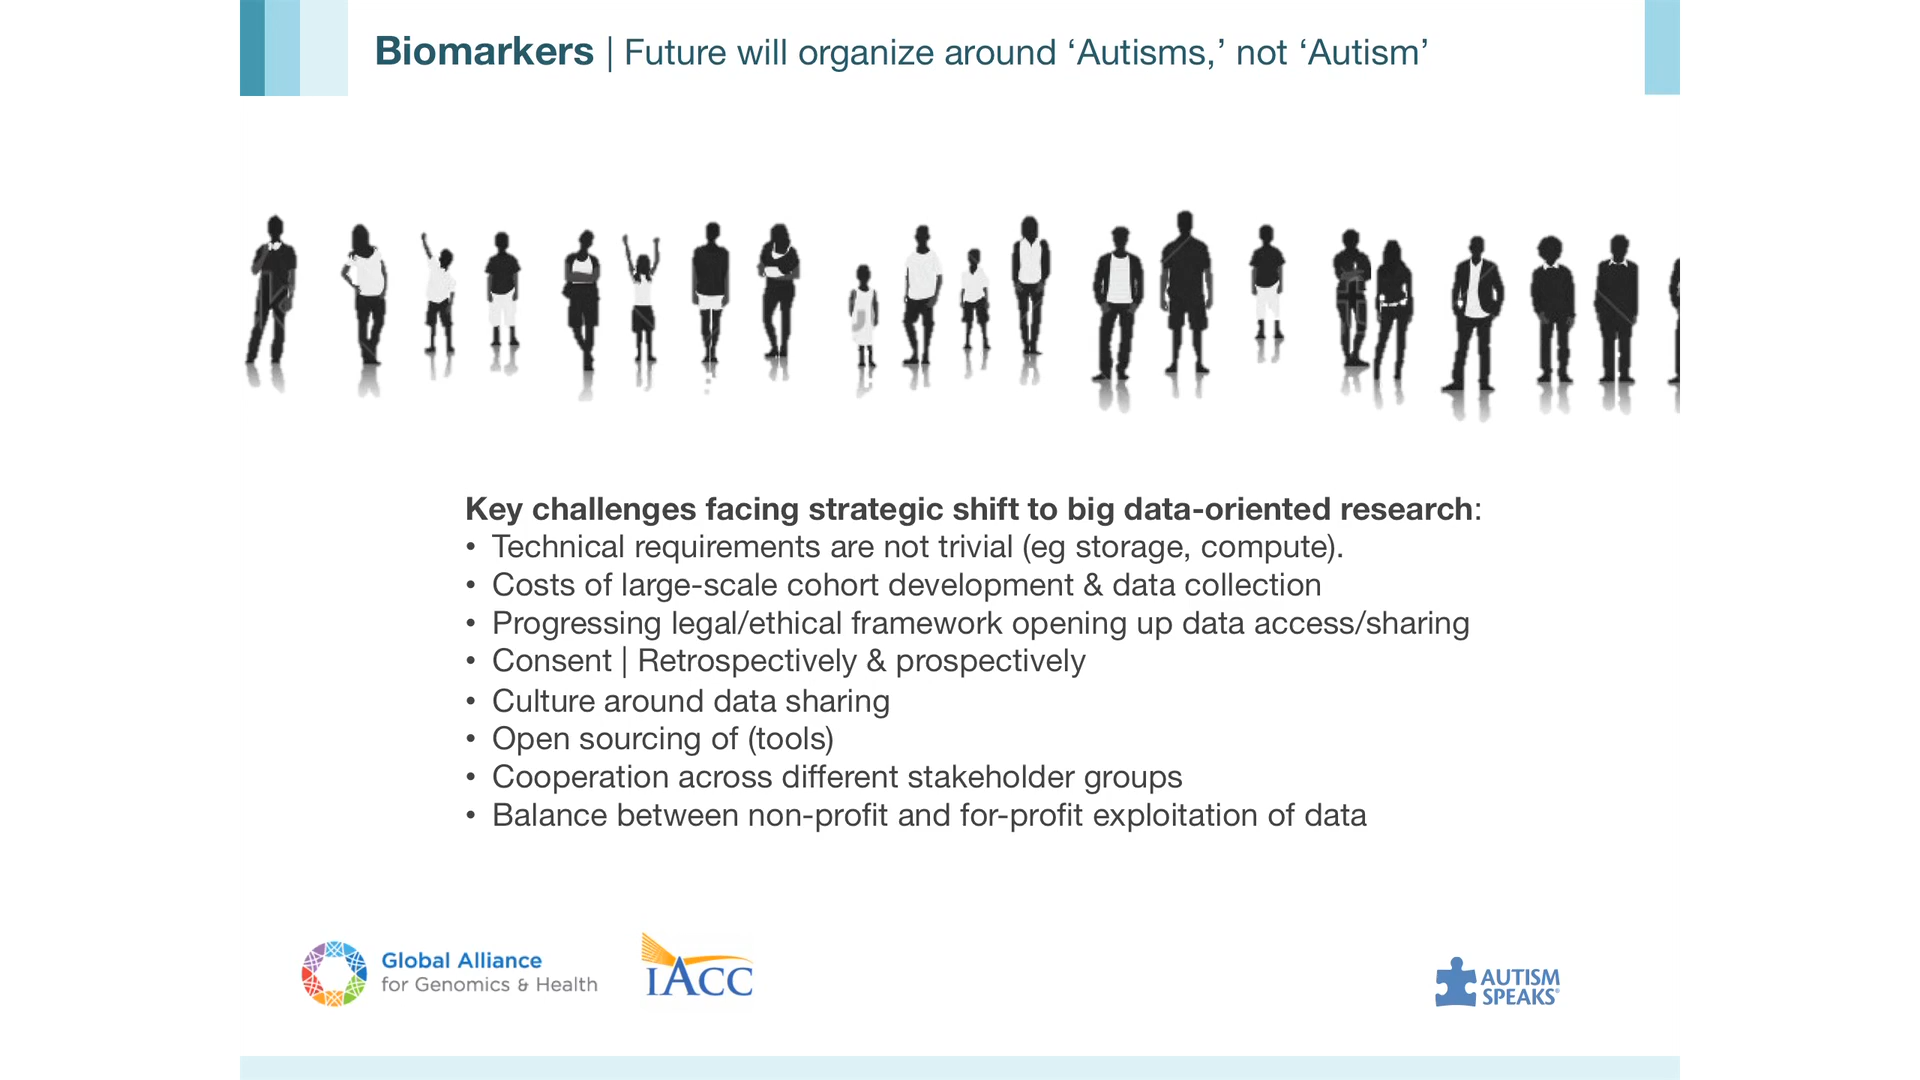 Biomarkers | Future will organize around ‘Autisms,’ not ‘Autism’
Key challenges facing strategic shift to big data-oriented research:
• Technical requirements are not trivial (eg storage, compute).
• Costs of large-scale cohort development & data collection
• Progressing legal/ethical framework opening up data access/sharing
• Consent | Retrospectively & prospectively
• Culture around data sharing
• Open sourcing of (tools)
• Cooperation across different stakeholder groups
• Balance between non-profit and for-profit exploitation of data
Global Alliance
for Genomics & Health
IACC
AUTISM
SPEAKS®